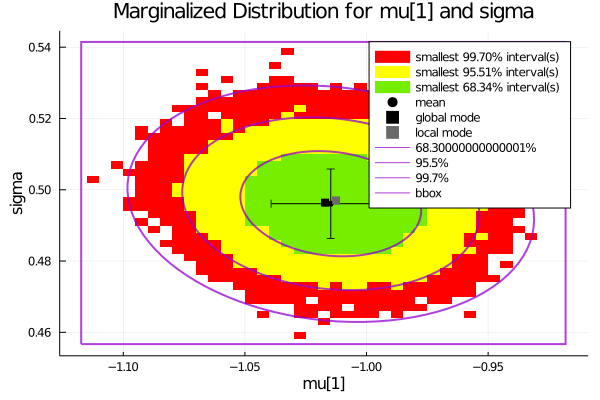 Marginalized Distribution for mu[1] and sigma
smallest 99.70% interval(s)
smallest 95.51% interval(s)
smallest 68.34% interval(s)
mean
global mode
local mode
68.30000000000001%
95.5%
99.7%
bbox
sigma
0.54
0.52
0.50
0.48
0.46
−1.10
−1.05
−1.00
−0.95
mu[1]